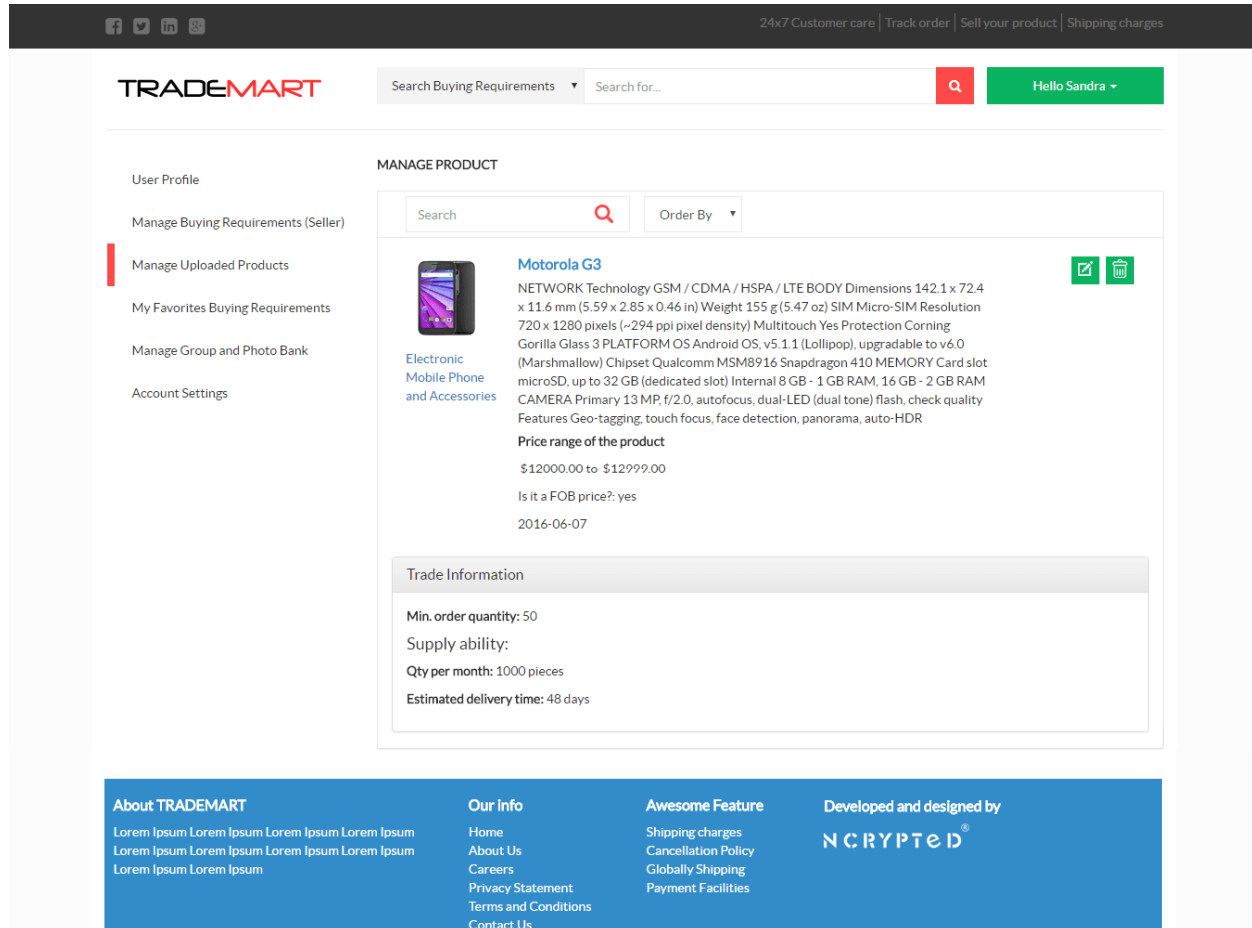 24x7 Customer care | Track order | Sell your product | Shipping charges
TRADEMART
Search Buying Requirements
Search for...
Hello Sandra
User Profile
Manage Buying Requirements (Seller)
Manage Uploaded Products
My Favorites Buying Requirements
Manage Group and Photo Bank
Account Settings
MANAGE PRODUCT
Search
Order By
Electronic
Mobile Phone
and Accessories
Motorola G3
NETWORK Technology GSM / CDMA / HSPA / LTE BODY Dimensions 142.1 x 72.4
x 11.6 mm (5.59 x 2.85 x 0.46 in) Weight 155 g (5.47 oz) SIM Micro-SIM Resolution
720 x 1280 pixels (~294 ppi pixel density) Multitouch Yes Protection Corning
Gorilla Glass 3 PLATFORM OS Android OS, v5.1.1 (Lollipop), upgradable to v6.0
(Marshmallow) Chipset Qualcomm MSM8916 Snapdragon 410 MEMORY Card slot
microSD, up to 32 GB (dedicated slot) Internal 8 GB - 1 GB RAM, 16 GB - 2 GB RAM
CAMERA Primary 13 MP, f/2.0, autofocus, dual-LED (dual tone) flash, check quality
Features Geo-tagging, touch focus, face detection, panorama, auto-HDR
Price range of the product
$12000.00 to $12999.00
Is it a FOB price?: yes
2016-06-07
Trade Information
Min. order quantity: 50
Supply ability:
Qty per month: 1000 pieces
Estimated delivery time: 48 days
About TRADEMART
Lorem Ipsum Lorem Ipsum Lorem Ipsum Lorem Ipsum
Lorem Ipsum Lorem Ipsum Lorem Ipsum Lorem Ipsum
Lorem Ipsum Lorem Ipsum
Our info
Home
About Us
Careers
Privacy Statement
Terms and Conditions
Contact Us
Awesome Feature
Shipping charges
Cancellation Policy
Globally Shipping
Payment Facilities
Developed and designed by
NCRYPTeD®